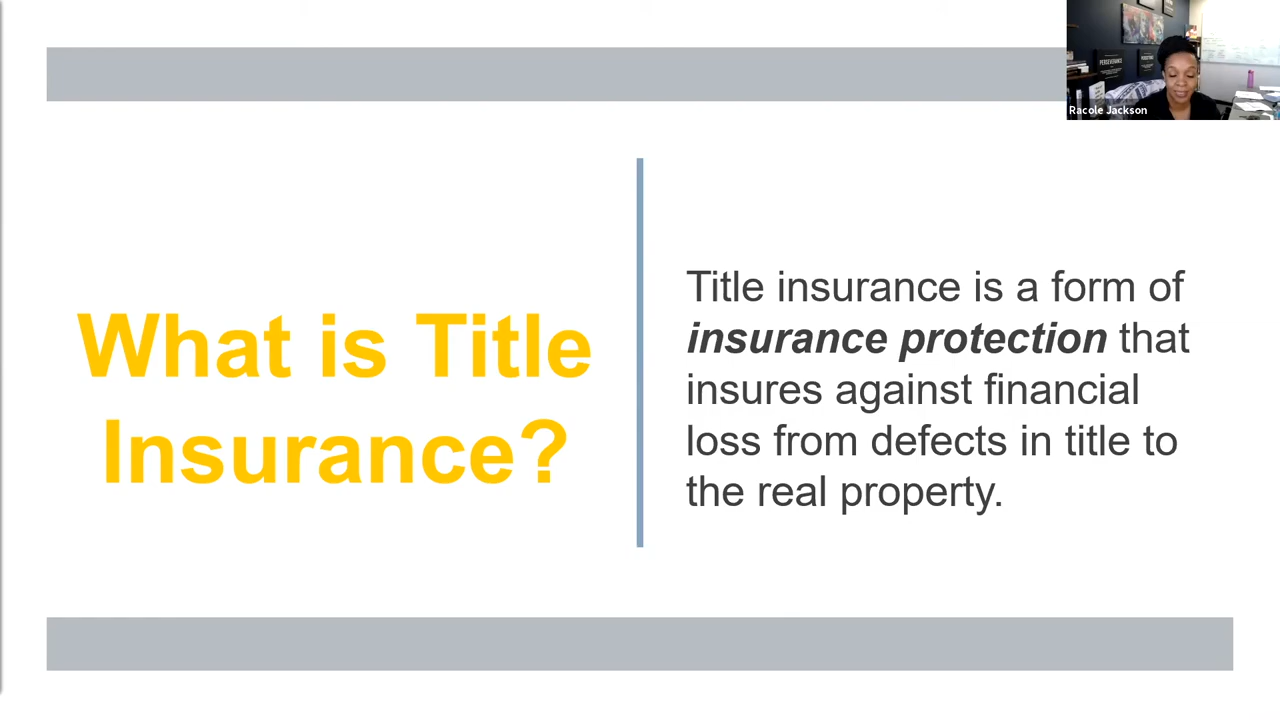 Racole Jackson
PERSEVERANCE
What is Title
Insurance?
Title insurance is a form of
insurance protection that
insures against financial
loss from defects in title to
the real property.